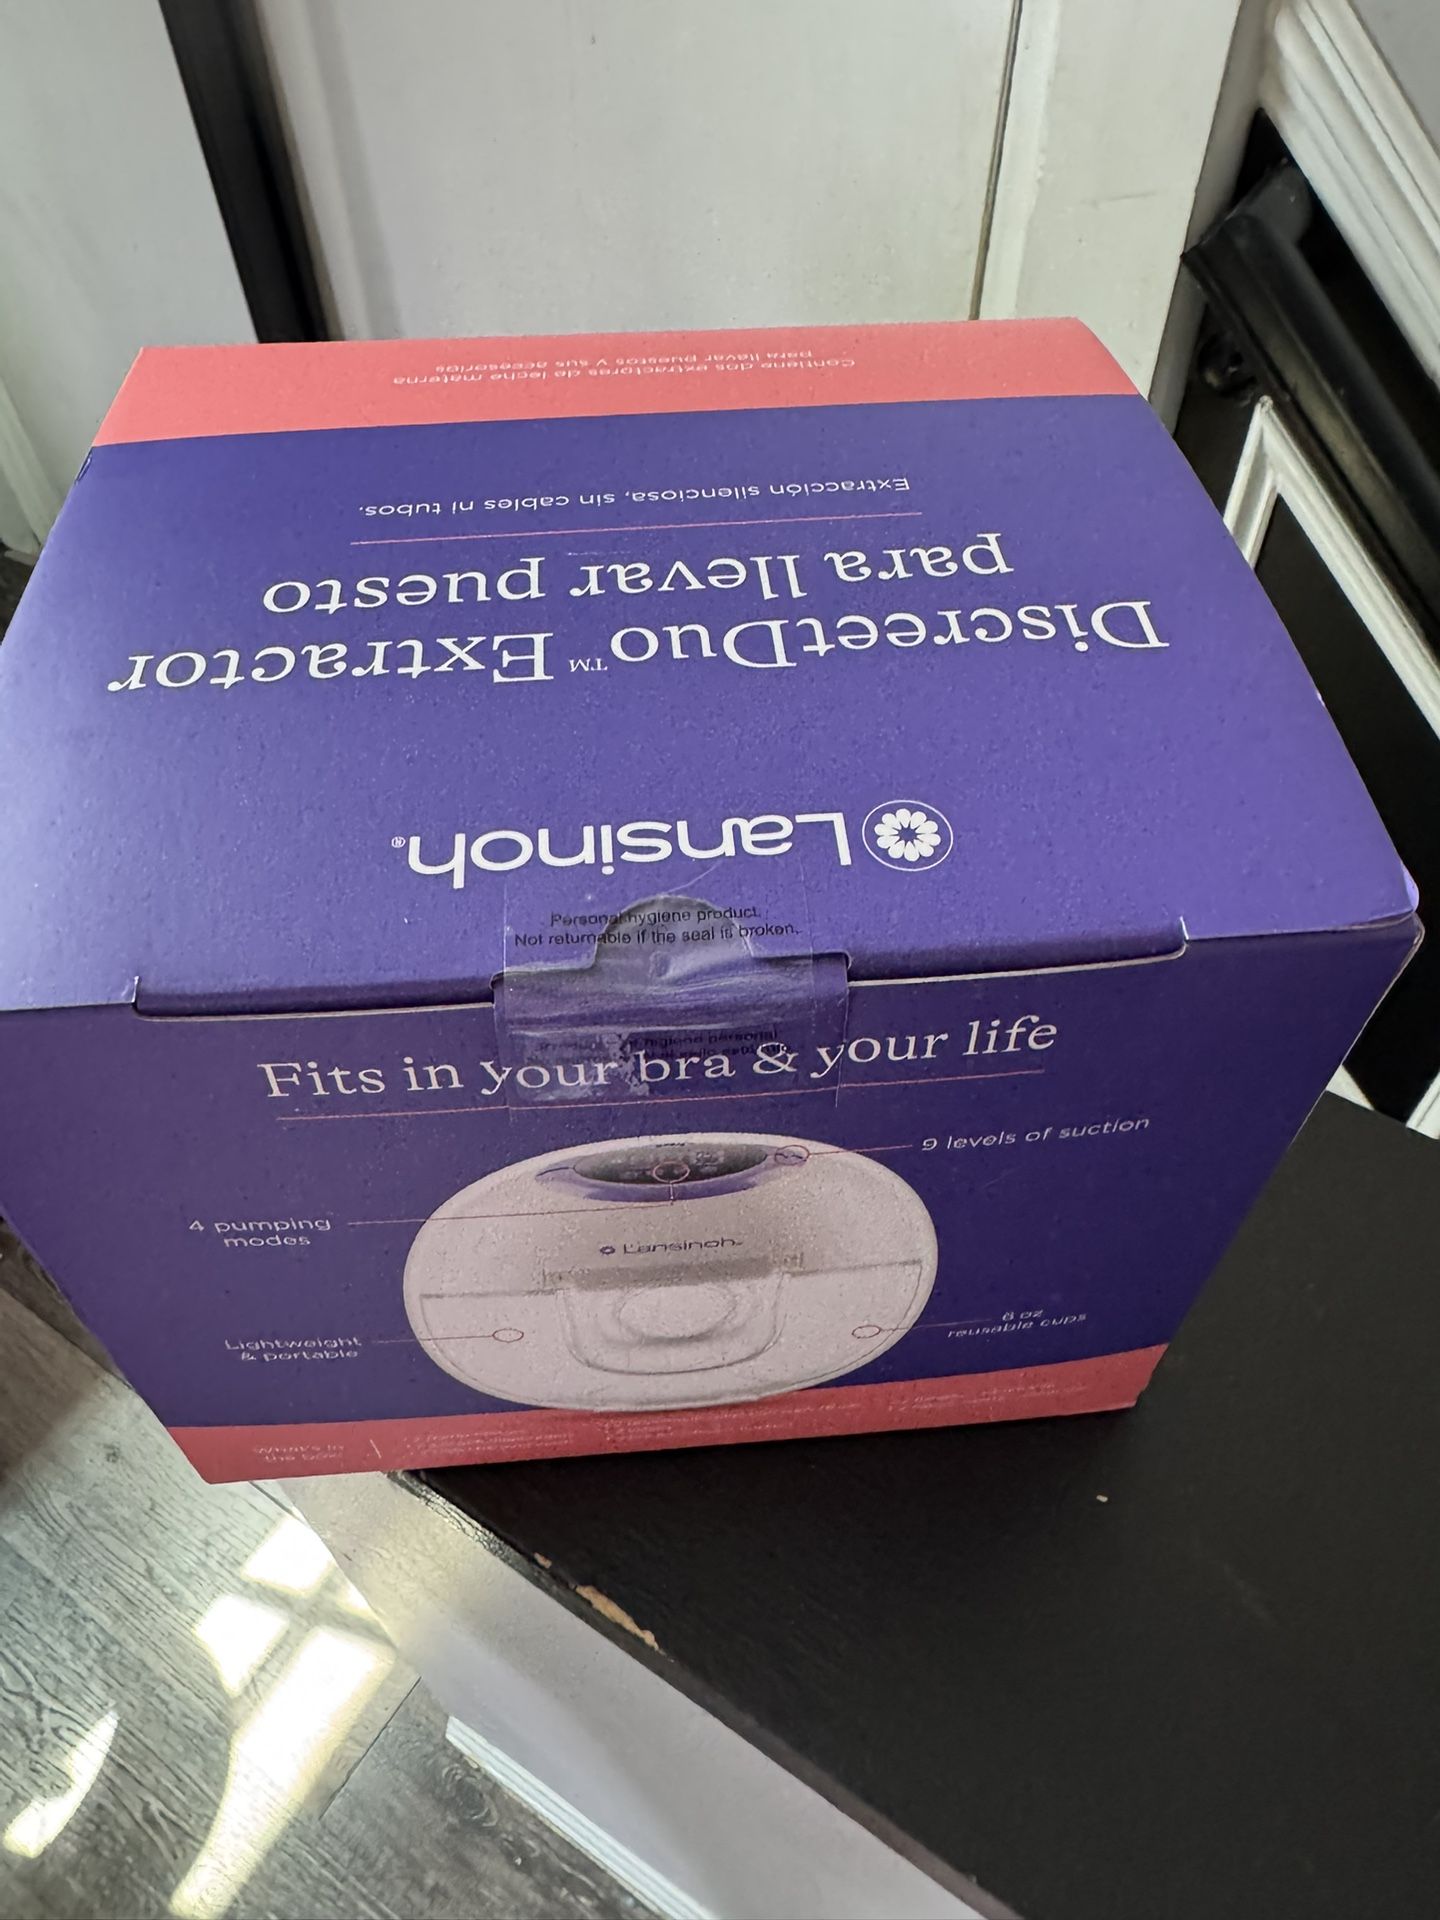 Contiene dos extractores de leche materna
para llevar puestos y sus accesorios
Extracción silenciosa, sin cables ni tubos.
DiscreetDuo™ Extractor
para llevar puesto
Lansinoh®
Personal hygiene product.
Not returnable if the seal is broken.
higiene personal
Fits in your bra & your life
9 levels of suction
4 pumping
modes
Lansinoh
Lightweight
& portable
oz
reusable cups
What's in
the box: